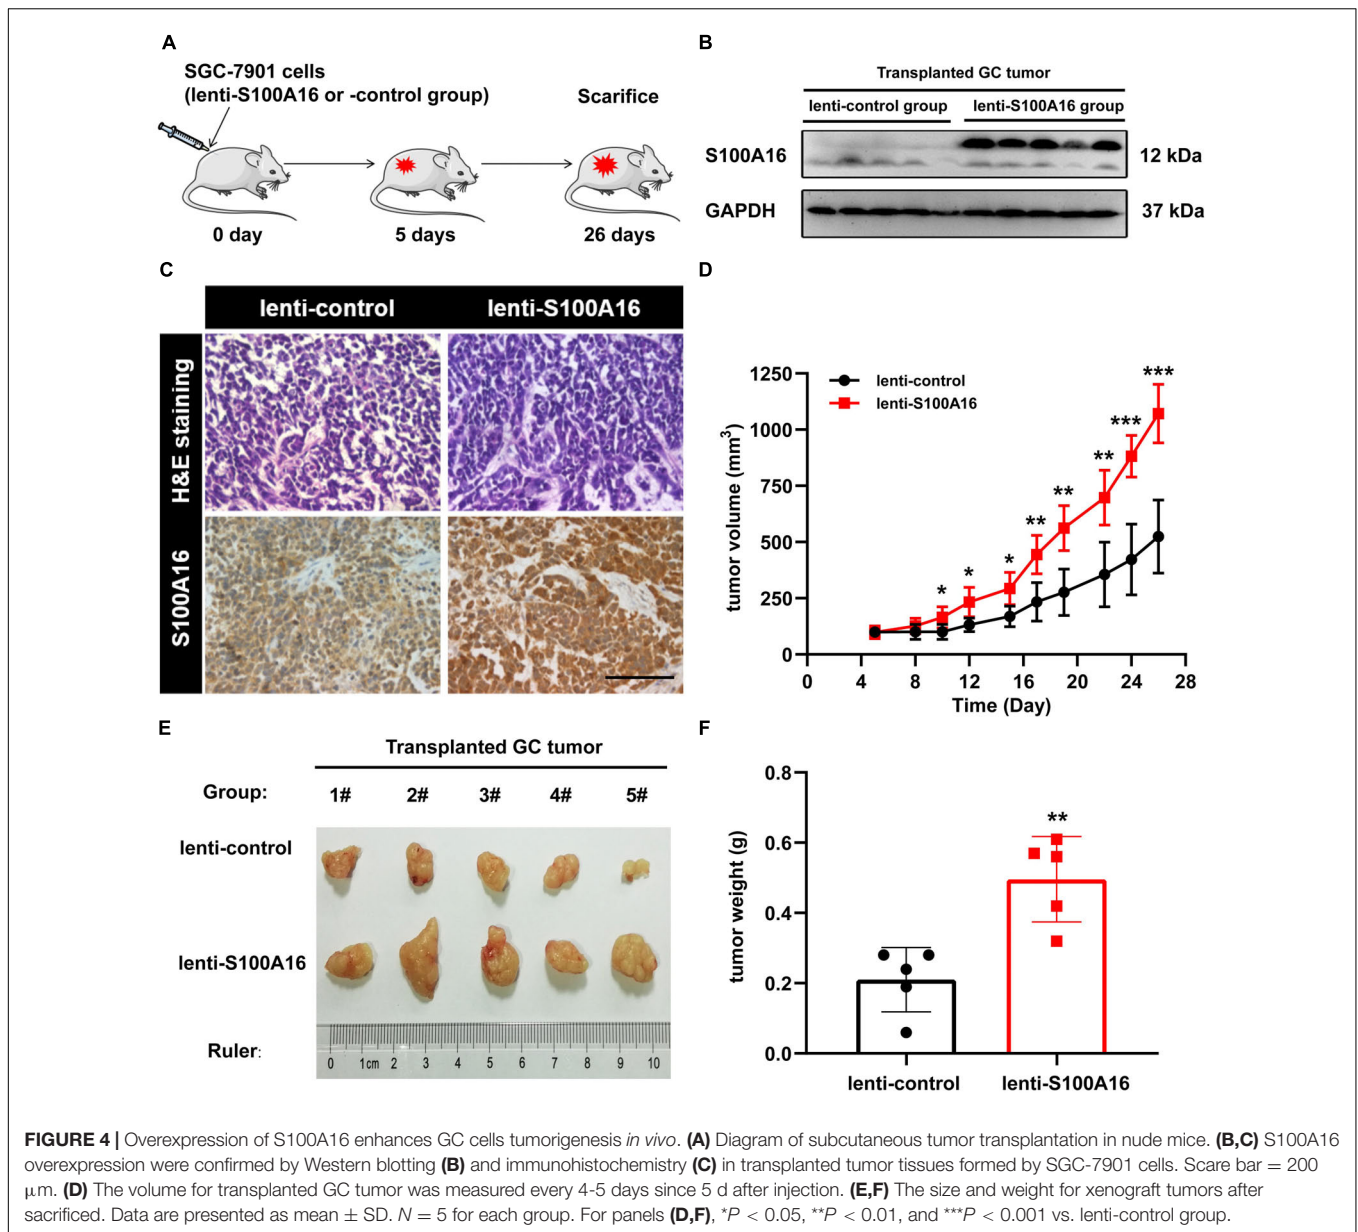 A
SGC-7901 cells
(lenti-S100A16 or -control group)
Scarifice
0 day
5 days
26 days
B
Transplanted GC tumor
lenti-control group
lenti-S100A16 group
S100A16
12 kDa
GAPDH
37 kDa
C
lenti-control
lenti-S100A16
H&E staining
S100A16
D
lenti-control
lenti-S100A16
tumor volume (mm³)
1250
1000
750
500
250
0
* * * ** ** ** *** ***
0 4 8 12 16 20 24 28
Time (Day)
E
Transplanted GC tumor
Group: 1# 2# 3# 4# 5#
lenti-control
lenti-S100A16
Ruler:
0 1cm 2 3 4 5 6 7 8 9 10
F
tumor weight (g)
0.8
0.6
0.4
0.2
0.0
**
lenti-control
lenti-S100A16
FIGURE 4 | Overexpression of S100A16 enhances GC cells tumorigenesis in vivo. (A) Diagram of subcutaneous tumor transplantation in nude mice. (B,C) S100A16
overexpression were confirmed by Western blotting (B) and immunohistochemistry (C) in transplanted tumor tissues formed by SGC-7901 cells. Scare bar = 200
μm. (D) The volume for transplanted GC tumor was measured every 4-5 days since 5 d after injection. (E,F) The size and weight for xenograft tumors after
sacrificed. Data are presented as mean ± SD. N = 5 for each group. For panels (D,F), *P < 0.05, **P < 0.01, and ***P < 0.001 vs. lenti-control group.